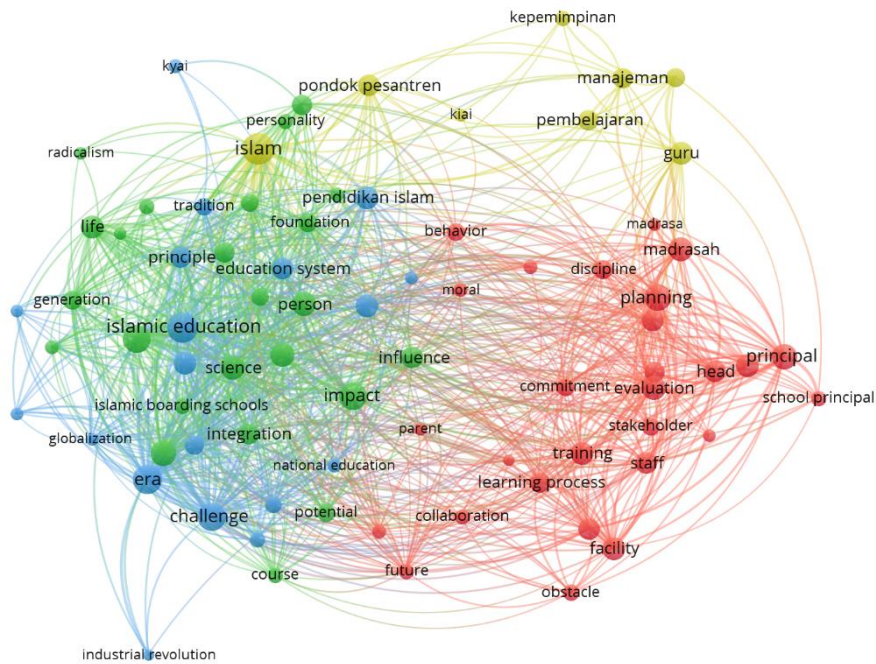 kepemimpinan
kyai
pondok pesantren
manajeman
personality
kiai
pembelajaran
radicalism
islam
guru
tradition
pendidikan islam
life
foundation
behavior
madrasa
madrasah
principle
education system
discipline
moral
generation
person
planning
islamic education
science
influence
principal
head
impact
commitment
evaluation
school principal
islamic boarding schools
globalization
integration
parent
stakeholder
national education
training
staff
era
learning process
challenge
potential
collaboration
facility
course
future
obstacle
industrial revolution